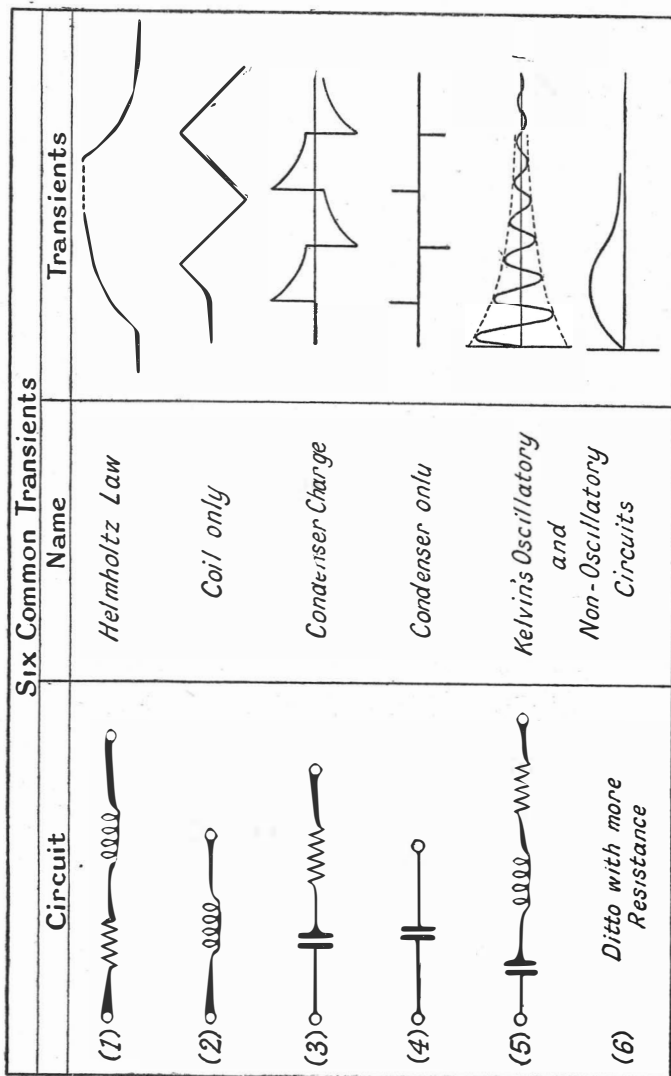 Six Common Transients
Circuit Name Transients
(1) Helmholtz Law
(2) Coil only
(3) Condenser Charge
(4) Condenser only
(5) Kelvin's Oscillatory
and
(6) Ditto with more Non-Oscillatory
Resistance Circuits